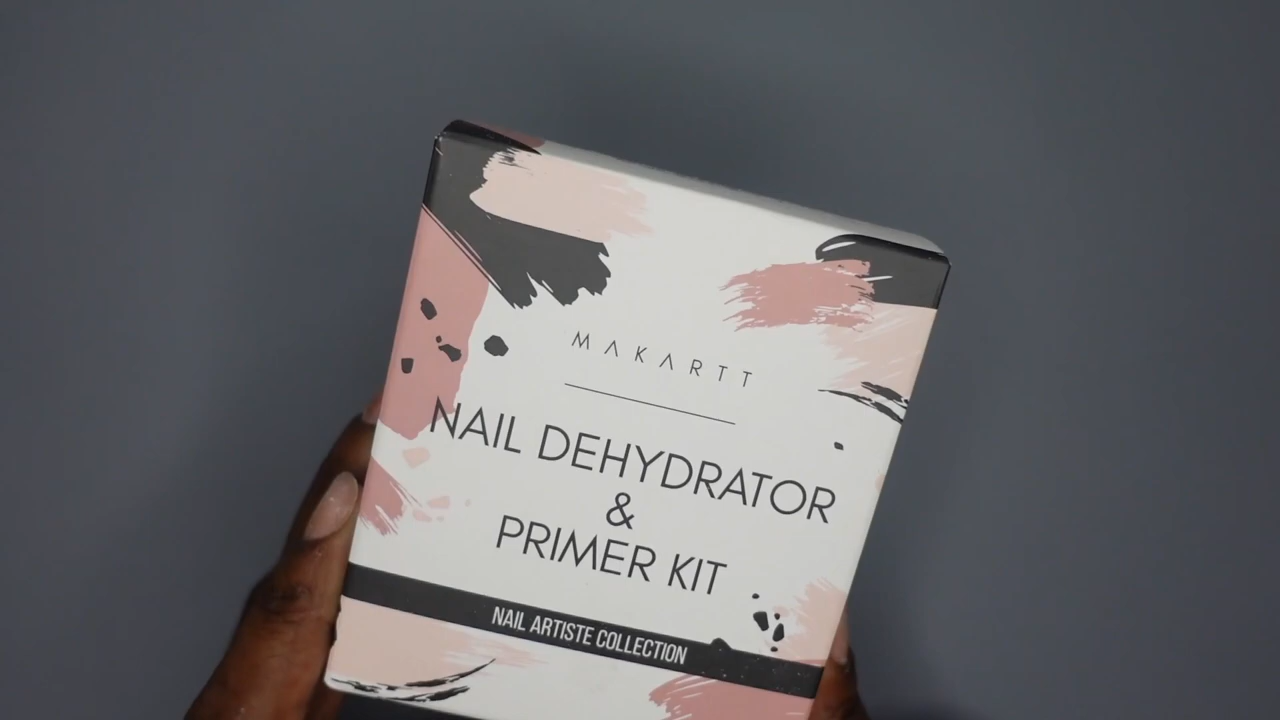 MAKARTT
NAIL DEHYDRATOR
&
PRIMER KIT
NAIL ARTISTE COLLECTION